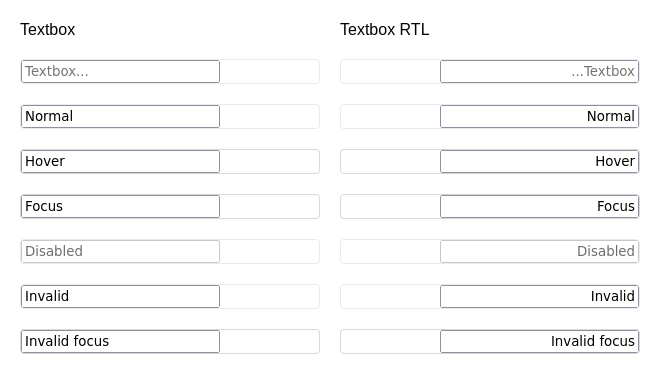 Textbox
Textbox RTL
Textbox...
...Textbox
Normal
Normal
Hover
Hover
Focus
Focus
Disabled
Disabled
Invalid
Invalid
Invalid focus
Invalid focus